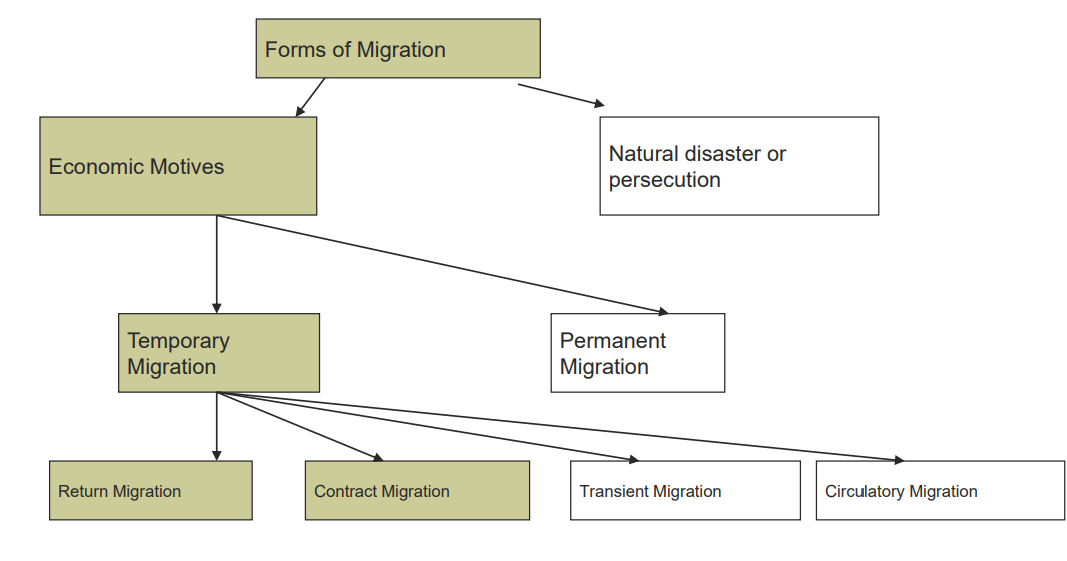 Forms of Migration
Economic Motives
Natural disaster or
persecution
Temporary
Migration
Permanent
Migration
Return Migration
Contract Migration
Transient Migration
Circulatory Migration